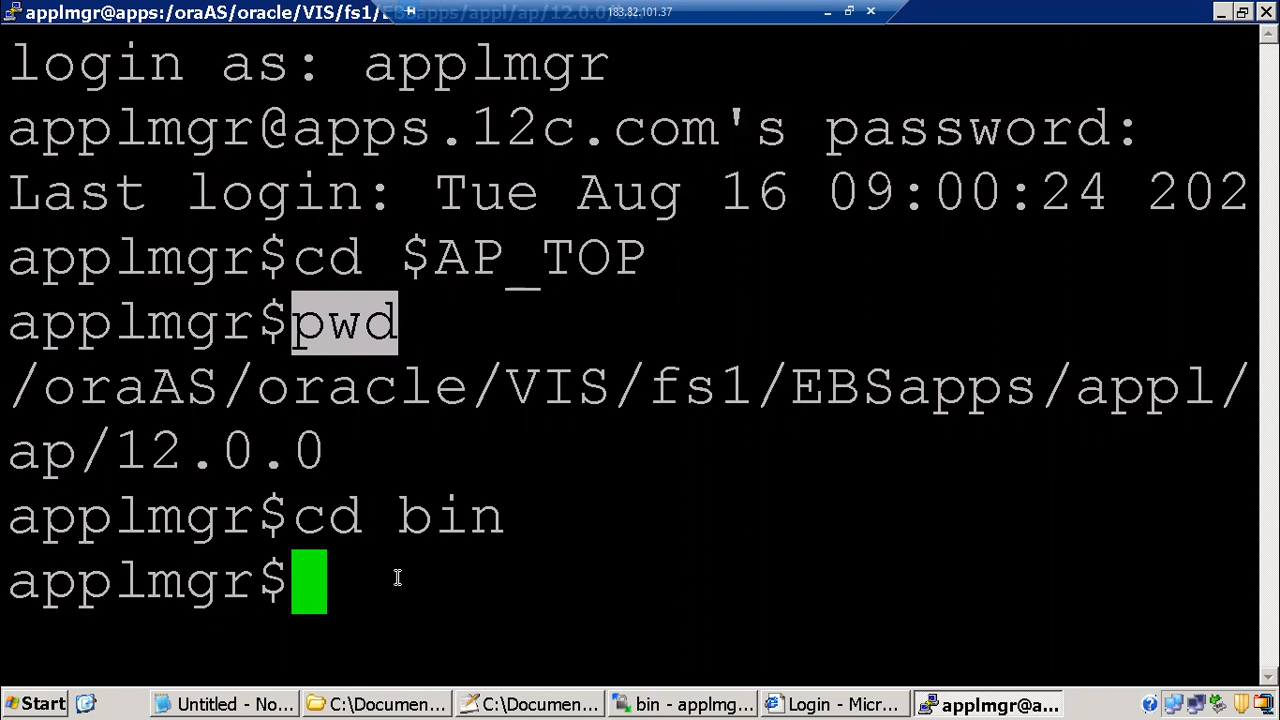 applmgr@apps:/oraAS/oracle/VIS/fs1/EBSapps/appl/ap/12.0.0
183.82.101.37
login as: applmgr
applmgr@apps.12c.com's password:
Last login: Tue Aug 16 09:00:24 202
applmgr$cd $AP_TOP
applmgr$pwd
/oraAS/oracle/VIS/fs1/EBSapps/appl/
ap/12.0.0
applmgr$cd bin
applmgr$
Start
Untitled - No...
C:\Documen...
C:\Documen...
bin - applmg...
Login - Micr...
applmgr@a...